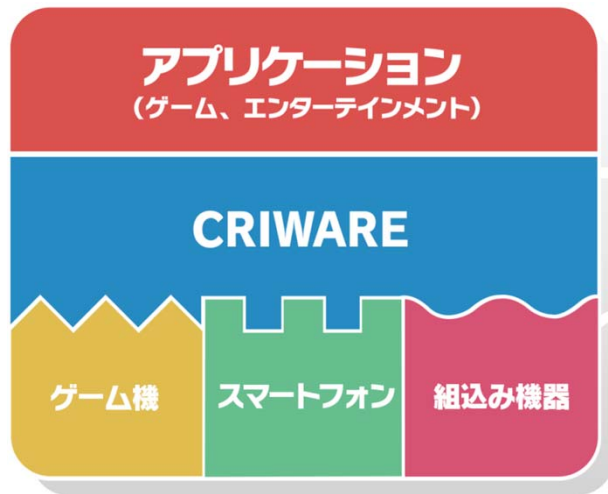 アプリケーション
（ゲーム、エンターテインメント）
CRIWARE
ゲーム機
スマートフォン
組込み機器